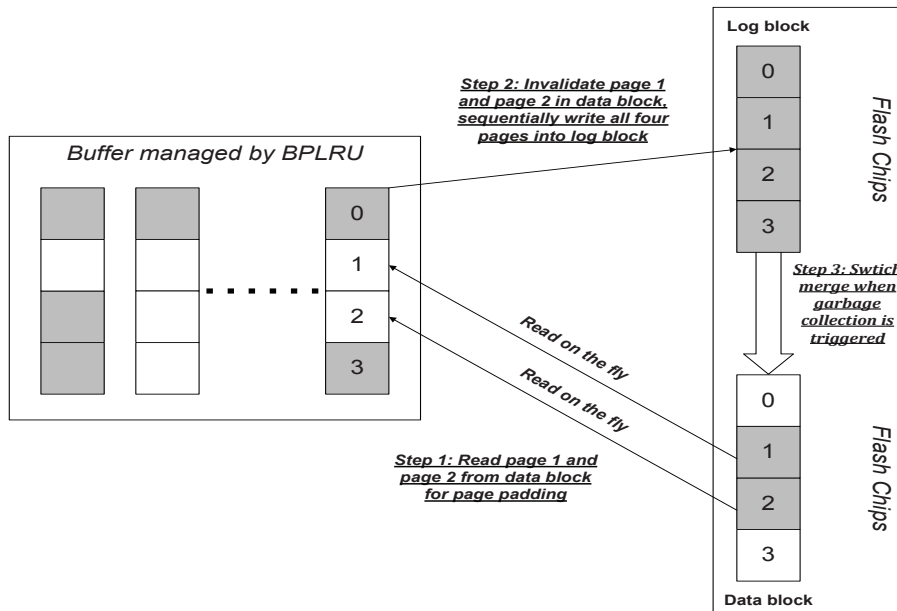 Log block
0
1
2
3
Flash Chips
Step 2: Invalidate page 1
and page 2 in data block,
sequentially write all four
pages into log block
Buffer managed by BPLRU
0
1
2
3
Read on the fly
Read on the fly
Step 1: Read page 1 and
page 2 from data block
for page padding
Step 3: Swtich
merge when
garbage
collection is
triggered
0
1
2
3
Flash Chips
Data block